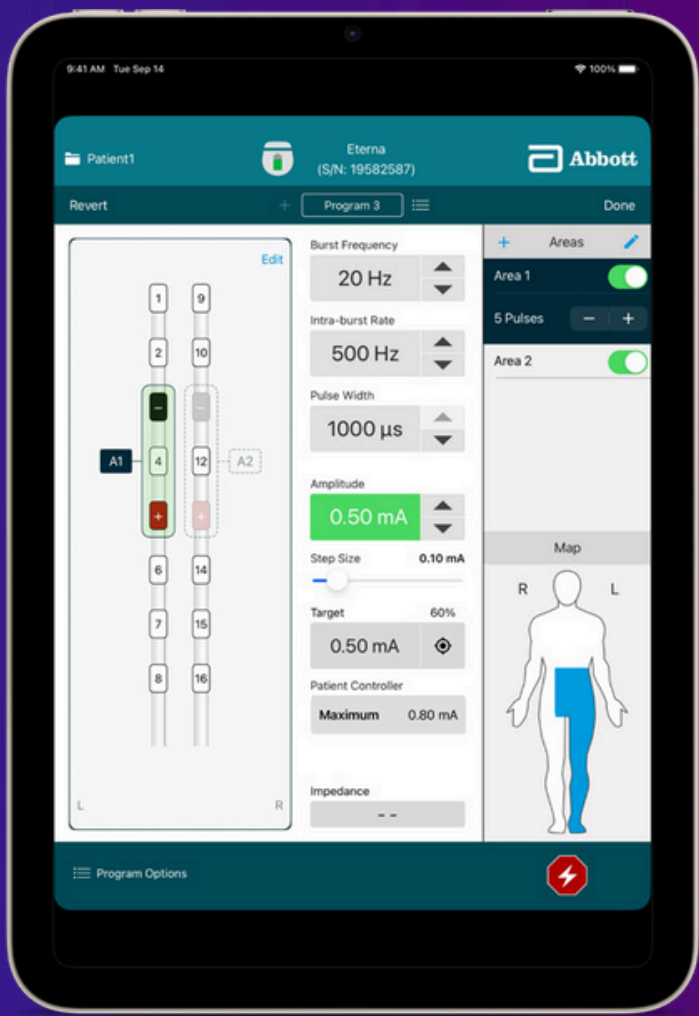 9:41 AM Tue Sep 14
100%
Patient1
Eterna
(S/N: 19582587)
Abbott
Revert
+ Program 3
Done
Edit
1 9
2 10
− −
A1 4 12 A2
+ +
6 14
7 15
8 16
L R
Burst Frequency
20 Hz
Intra-burst Rate
500 Hz
Pulse Width
1000 µs
Amplitude
0.50 mA
Step Size 0.10 mA
Target 60%
0.50 mA
Patient Controller
Maximum 0.80 mA
Impedance
--
+ Areas
Area 1
5 Pulses − +
Area 2
Map
R L
Program Options